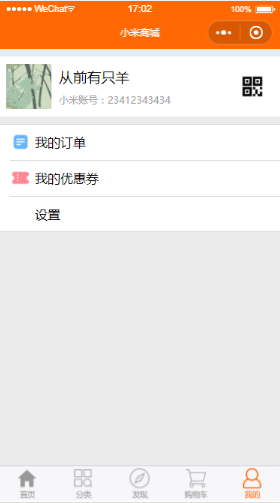 WeChat 17:02 100%
小米商城
从前有只羊
小米账号：23412343434
我的订单
我的优惠券
设置
首页 分类 发现 购物车 我的